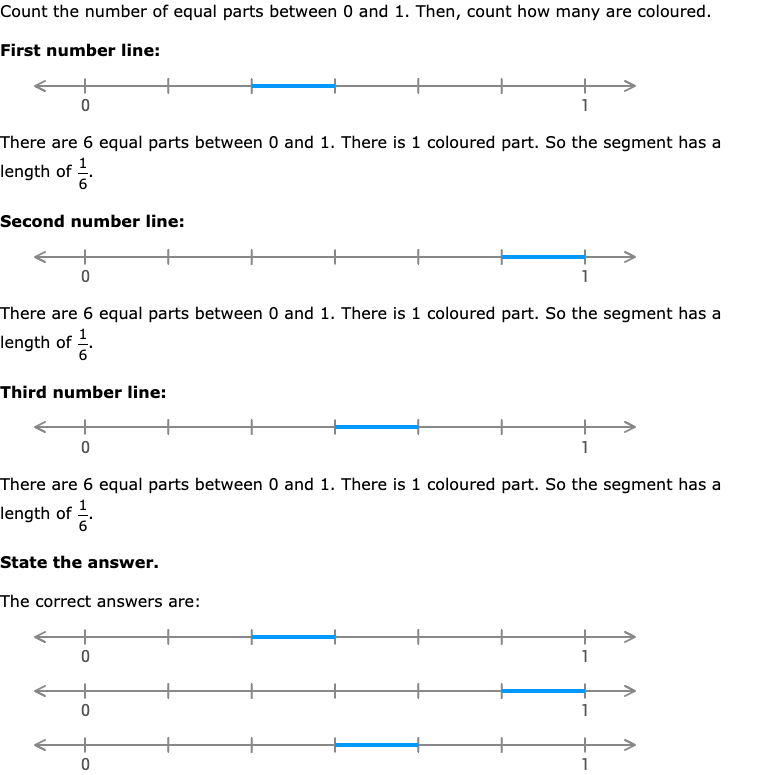 Count the number of equal parts between 0 and 1. Then, count how many are coloured.
First number line:
0 1
There are 6 equal parts between 0 and 1. There is 1 coloured part. So the segment has a
length of 1/6.
Second number line:
0 1
There are 6 equal parts between 0 and 1. There is 1 coloured part. So the segment has a
length of 1/6.
Third number line:
0 1
There are 6 equal parts between 0 and 1. There is 1 coloured part. So the segment has a
length of 1/6.
State the answer.
The correct answers are:
0 1
0 1
0 1